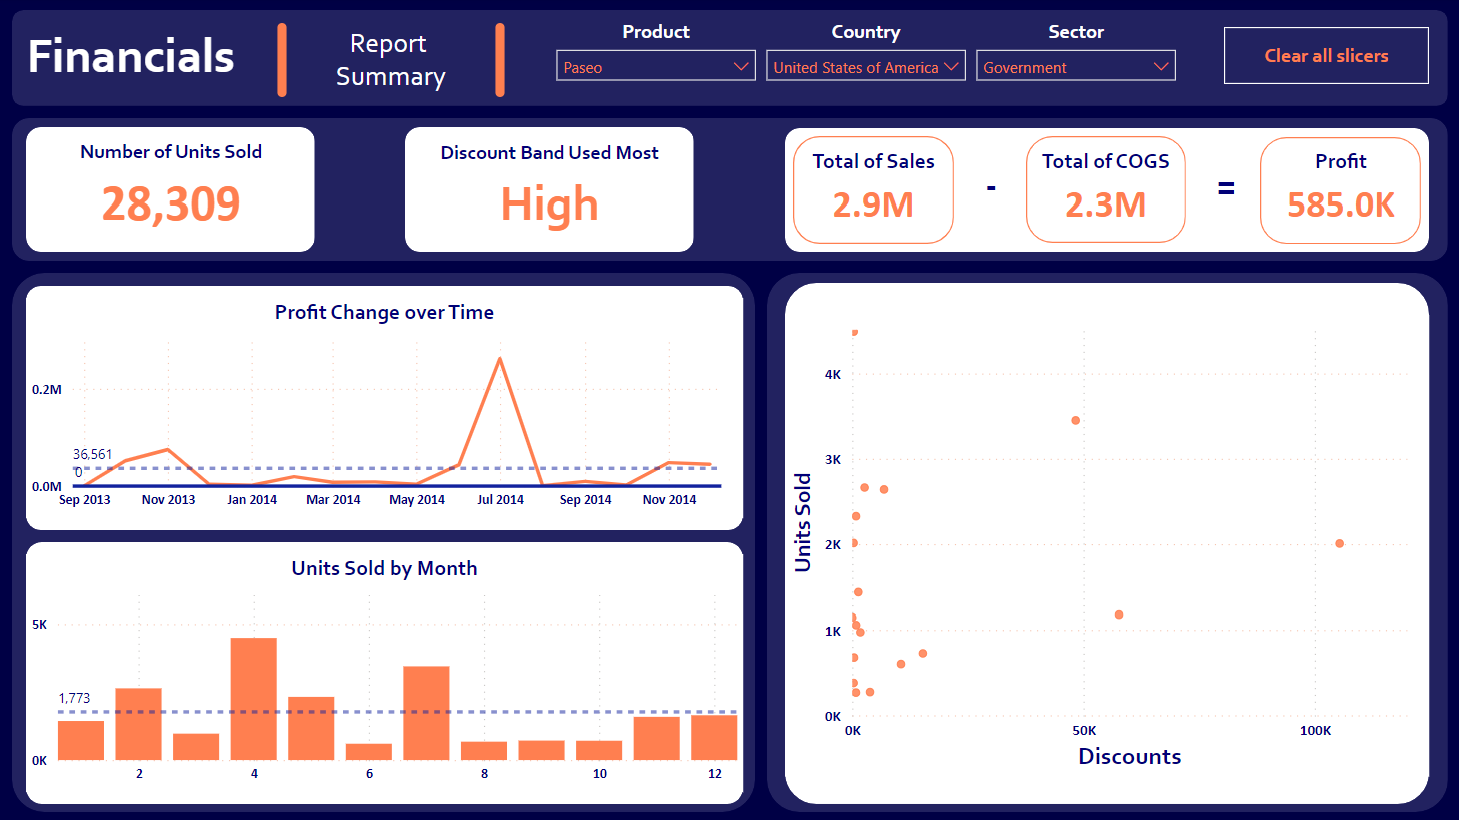 Financials
Report
Summary
Product
Country
Sector
Paseo
United States of America
Government
Clear all slicers
Number of Units Sold
28,309
Discount Band Used Most
High
Total of Sales
2.9M
-
Total of COGS
2.3M
=
Profit
585.0K
Profit Change over Time
0.2M
36,561
0
0.0M
Sep 2013 Nov 2013 Jan 2014 Mar 2014 May 2014 Jul 2014 Sep 2014 Nov 2014
Units Sold by Month
5K
1,773
0K
2 4 6 8 10 12
Units Sold
4K
3K
2K
1K
0K
0K 50K 100K
Discounts